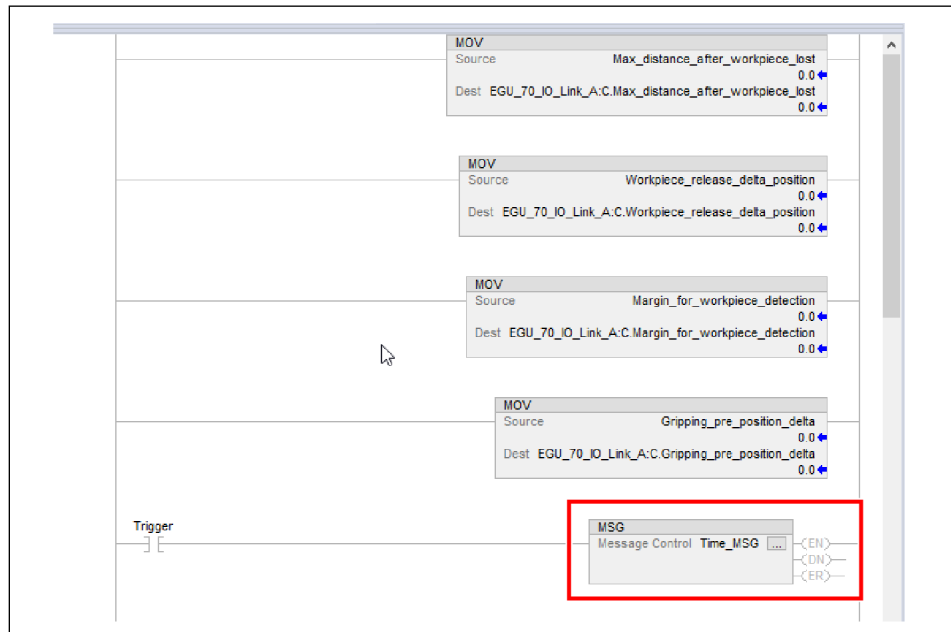 MOV
Source Max_distance_after_workpiece_lost
0.0
Dest EGU_70_IO_Link_A:C.Max_distance_after_workpiece_lost
0.0
MOV
Source Workpiece_release_delta_position
0.0
Dest EGU_70_IO_Link_A:C.Workpiece_release_delta_position
0.0
MOV
Source Margin_for_workpiece_detection
0.0
Dest EGU_70_IO_Link_A:C.Margin_for_workpiece_detection
0.0
MOV
Source Gripping_pre_position_delta
0.0
Dest EGU_70_IO_Link_A:C.Gripping_pre_position_delta
0.0
Trigger
MSG
Message Control Time_MSG ... (EN)
(DN)
(ER)